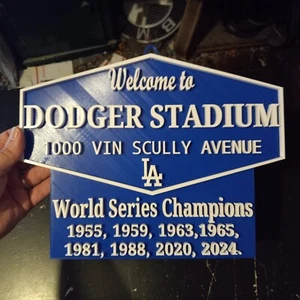 Welcome to
DODGER STADIUM
1000 VIN SCULLY AVENUE
LA
World Series Champions
1955, 1959, 1963,1965,
1981, 1988, 2020, 2024.